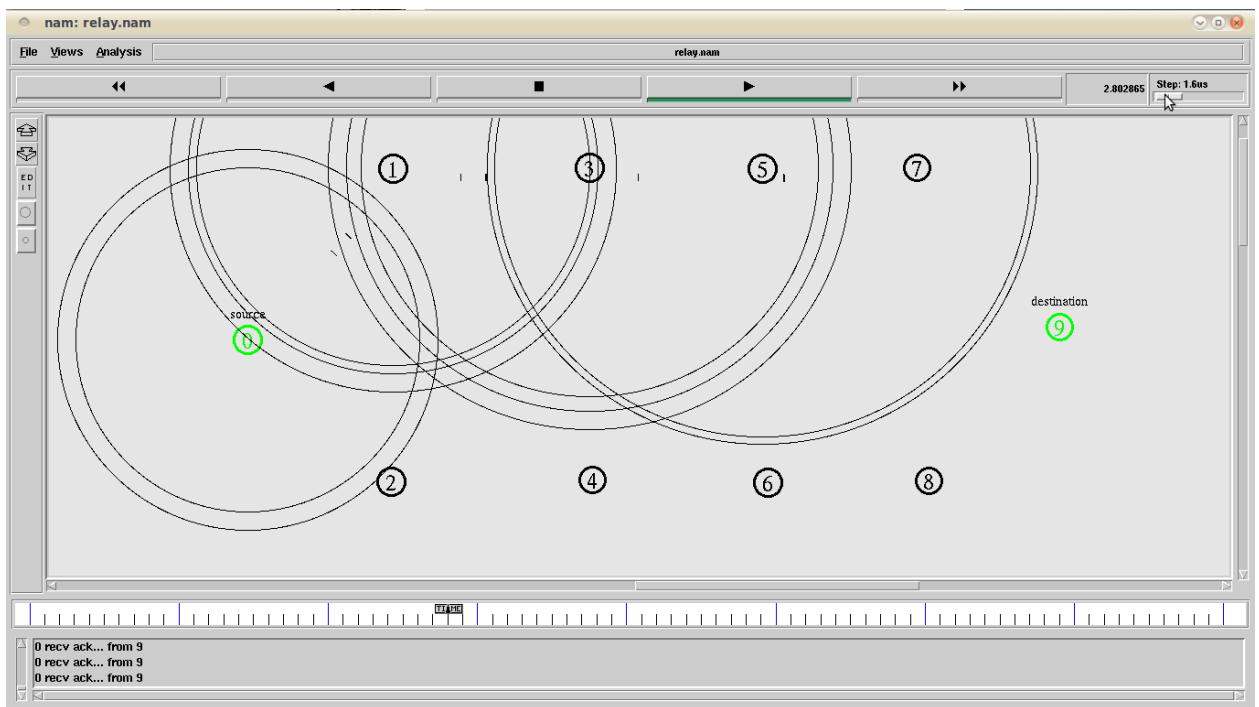 nam: relay.nam
File Views Analysis relay.nam
2.802865 Step: 1.6us
ED
IT
1 3 5 7
source
0
destination
9
2 4 6 8
TIME
0 recv ack... from 9
0 recv ack... from 9
0 recv ack... from 9